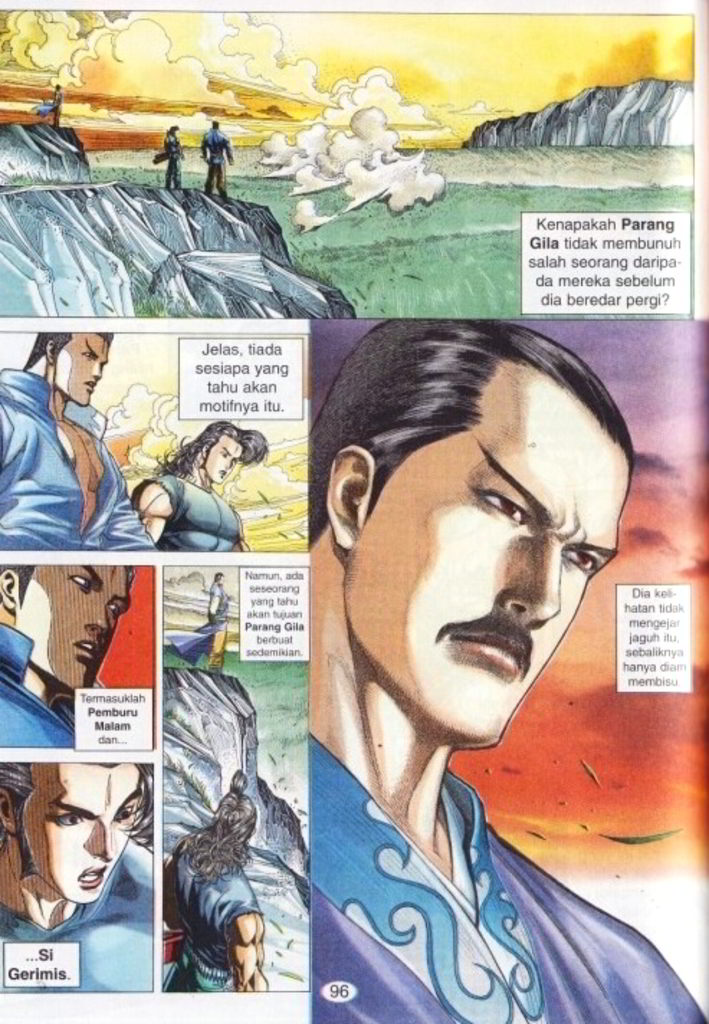 Kenapakah Parang
Gila tidak membunuh
salah seorang daripa-
da mereka sebelum
dia beredar pergi?
Jelas, tiada
sesiapa yang
tahu akan
motifnya itu.
Termasuklah
Pemburu
Malam
dan...
...Si
Gerimis.
Namun, ada
seseorang
yang tahu
akan tujuan
Parang Gila
berbuat
sedemikian.
Dia keli-
hatan tidak
mengejar
jaguh itu,
sebaliknya
hanya diam
membisu.
96